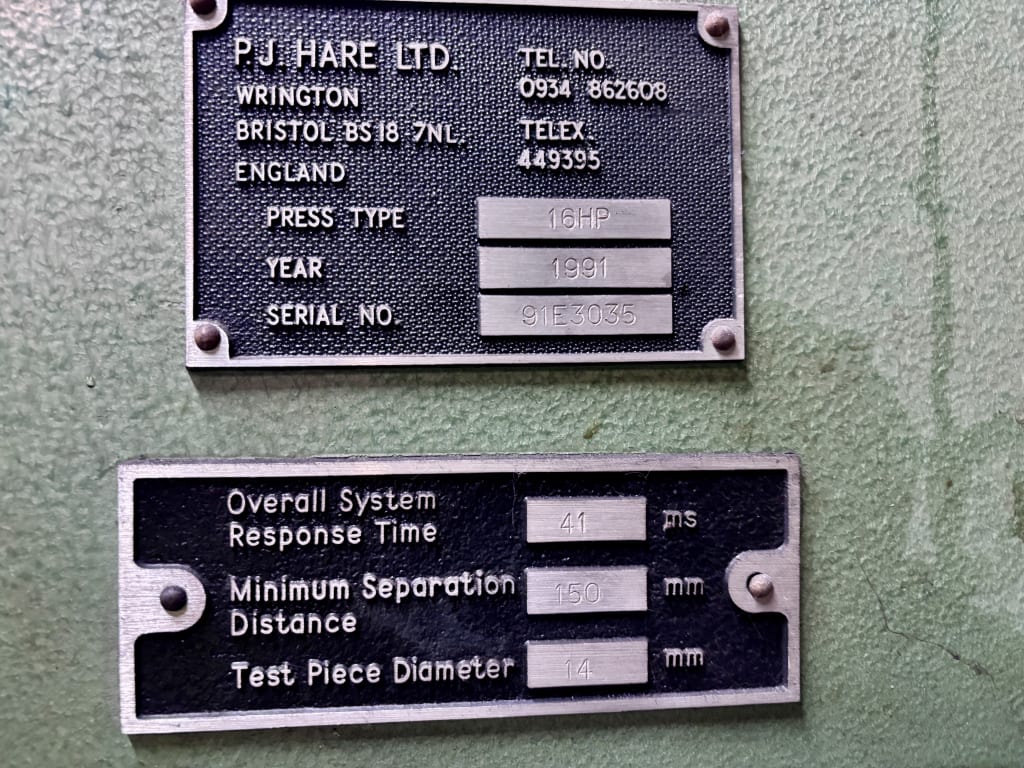 P.J. HARE LTD.
WRINGTON
BRISTOL BS18 7NL.
ENGLAND
TEL. NO.
0934 862608
TELEX.
449395
PRESS TYPE 16HP
YEAR 1991
SERIAL NO. 91E3035
Overall System
Response Time 41 ms
Minimum Separation
Distance 150 mm
Test Piece Diameter 14 mm